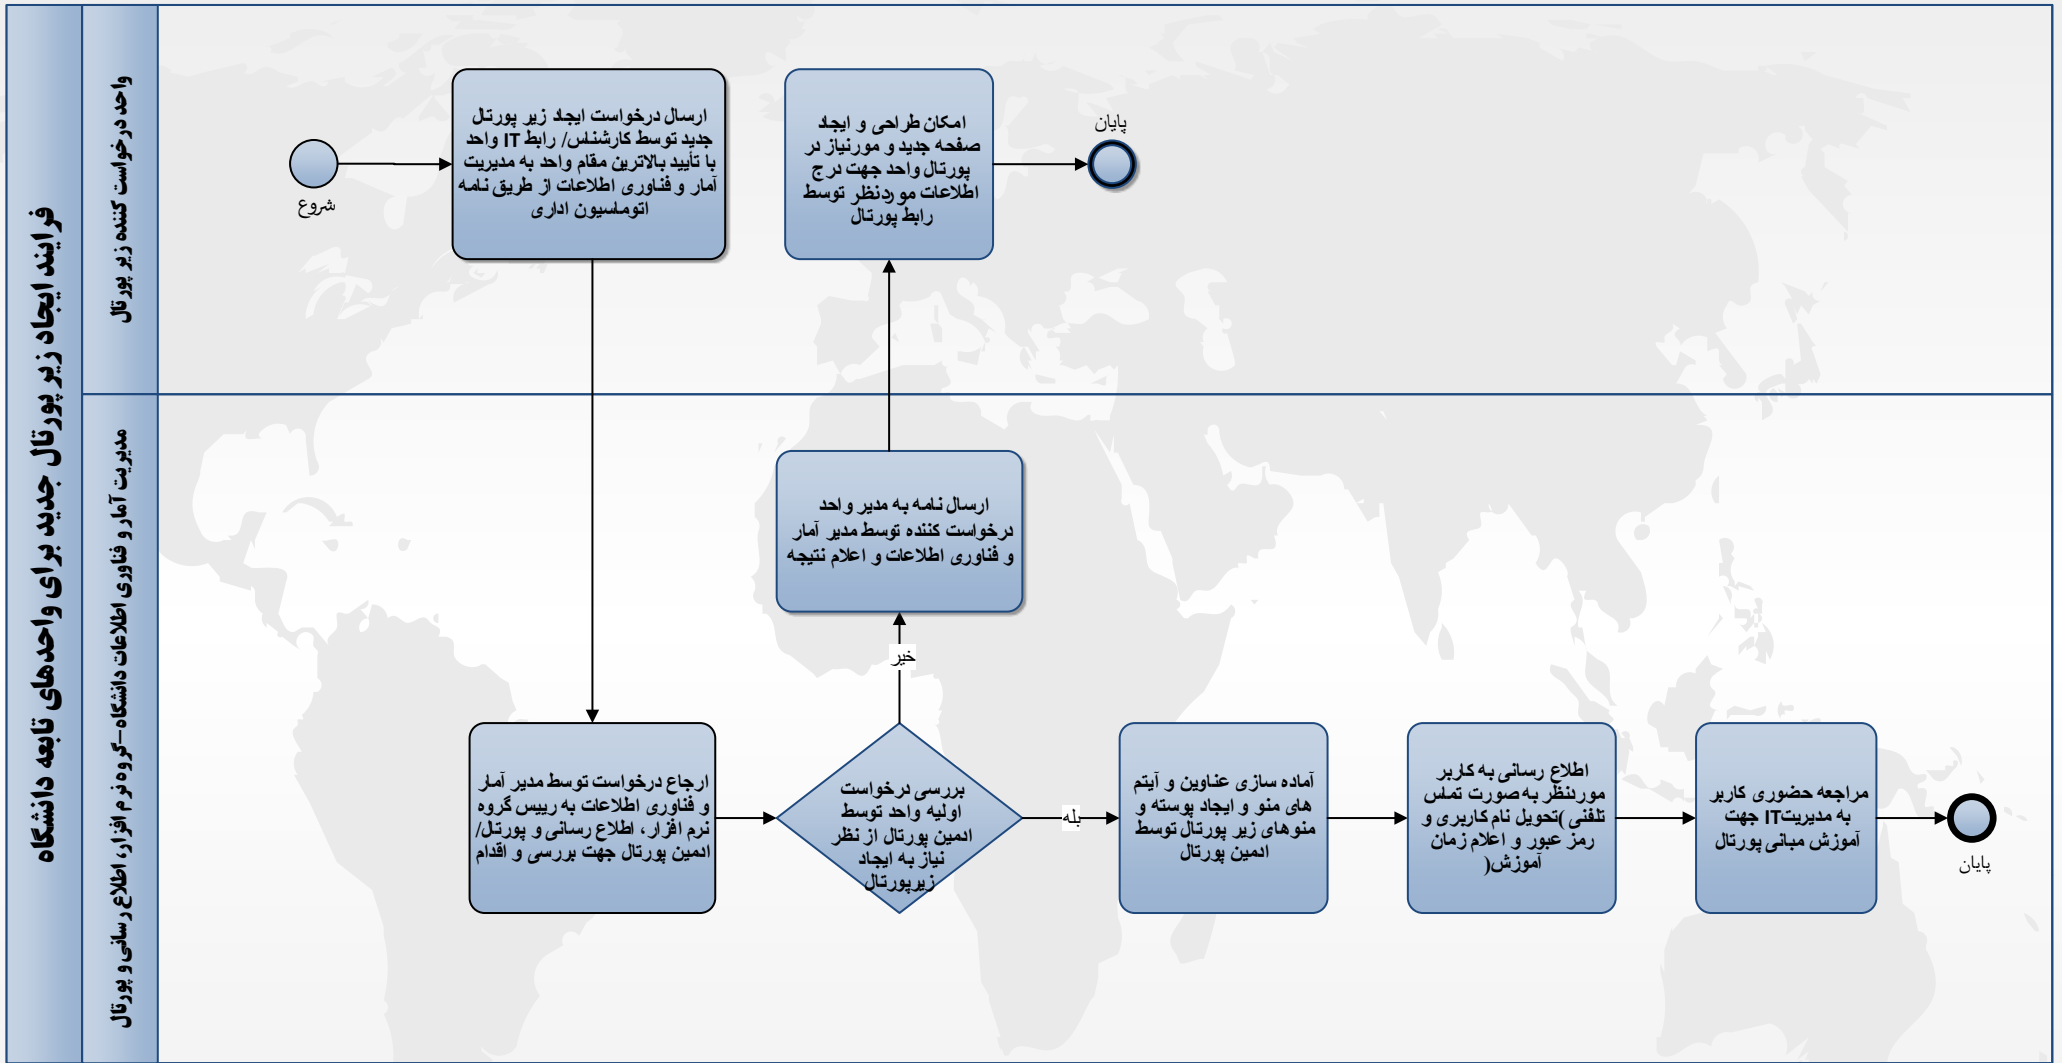 فرایند ایجاد زیر پورتال جدید برای واحدهای تابعه دانشگاه
واحد درخواست کننده زیر پورتال
شروع
ارسال درخواست ایجاد زیر پورتال
جدید توسط کارشناس/ رابط IT واحد
با تأیید بالاترین مقام واحد به مدیریت
آمار و فناوری اطلاعات از طریق نامه
اتوماسیون اداری
امکان طراحی و ایجاد
صفحه جدید و مورنیاز در
پورتال واحد جهت درج
اطلاعات موردنظر توسط
رابط پورتال
پایان
مدیریت آمار و فناوری اطلاعات دانشگاه–گروه نرم افزار، اطلاع رسانی و پورتال
ارسال نامه به مدیر واحد
درخواست کننده توسط مدیر آمار
و فناوری اطلاعات و اعلام نتیجه
خیر
ارجاع درخواست توسط مدیر آمار
و فناوری اطلاعات به رییس گروه
نرم افزار، اطلاع رسانی و پورتال/
ادمین پورتال جهت بررسی و اقدام
بررسی درخواست
اولیه واحد توسط
ادمین پورتال از نظر
نیاز به ایجاد
زیرپورتال
بله
آماده سازی عناوین و آیتم
های منو و ایجاد پوسته و
منوهای زیر پورتال توسط
ادمین پورتال
اطلاع رسانی به کاربر
موردنظر به صورت تماس
تلفنی )تحویل نام کاربری و
رمز عبور و اعلام زمان
آموزش(
مراجعه حضوری کاربر
به مدیریتIT جهت
آموزش مبانی پورتال
پایان